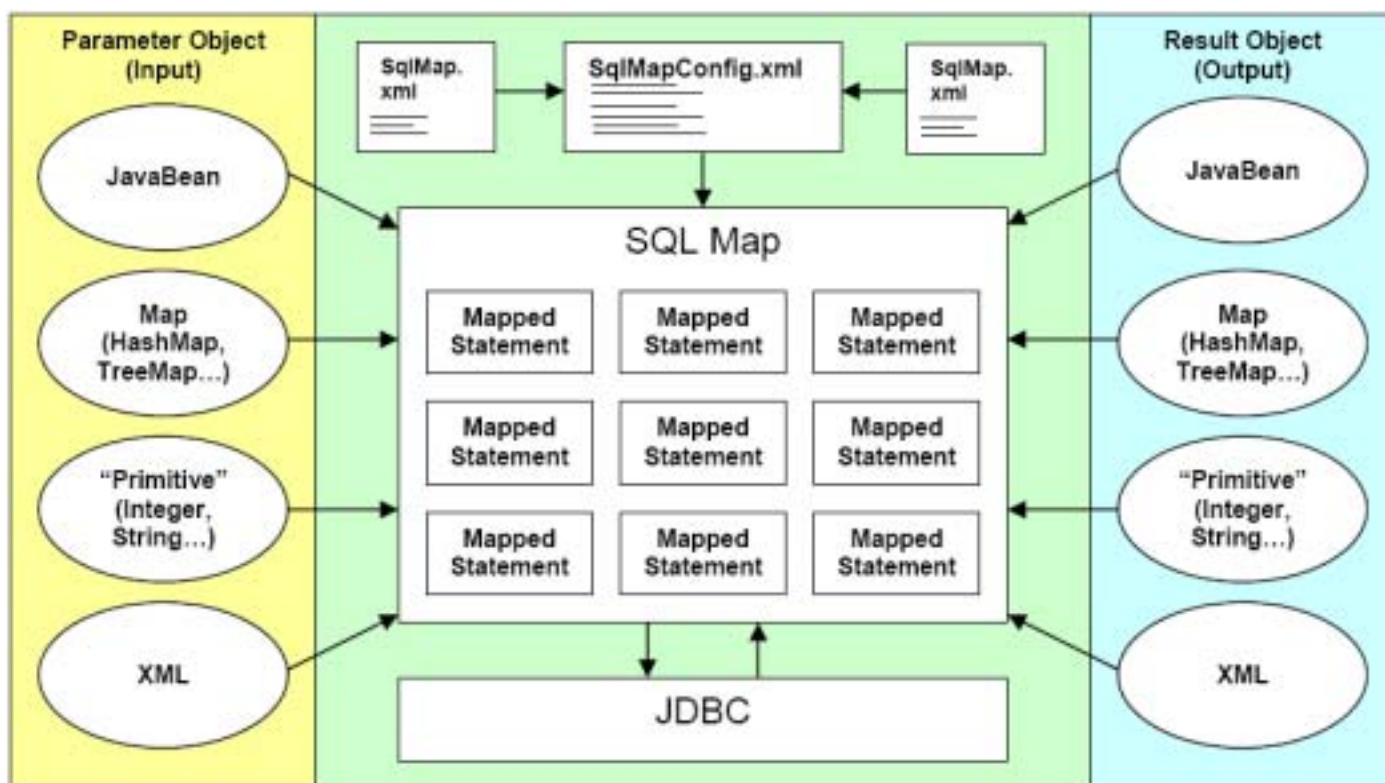 Parameter Object
(Input)
JavaBean
Map
(HashMap,
TreeMap…)
“Primitive”
(Integer,
String…)
XML
SqlMap.
xml
SqlMapConfig.xml
SqlMap.
xml
SQL Map
Mapped
Statement
Mapped
Statement
Mapped
Statement
Mapped
Statement
Mapped
Statement
Mapped
Statement
Mapped
Statement
Mapped
Statement
Mapped
Statement
JDBC
Result Object
(Output)
JavaBean
Map
(HashMap,
TreeMap…)
“Primitive”
(Integer,
String…)
XML